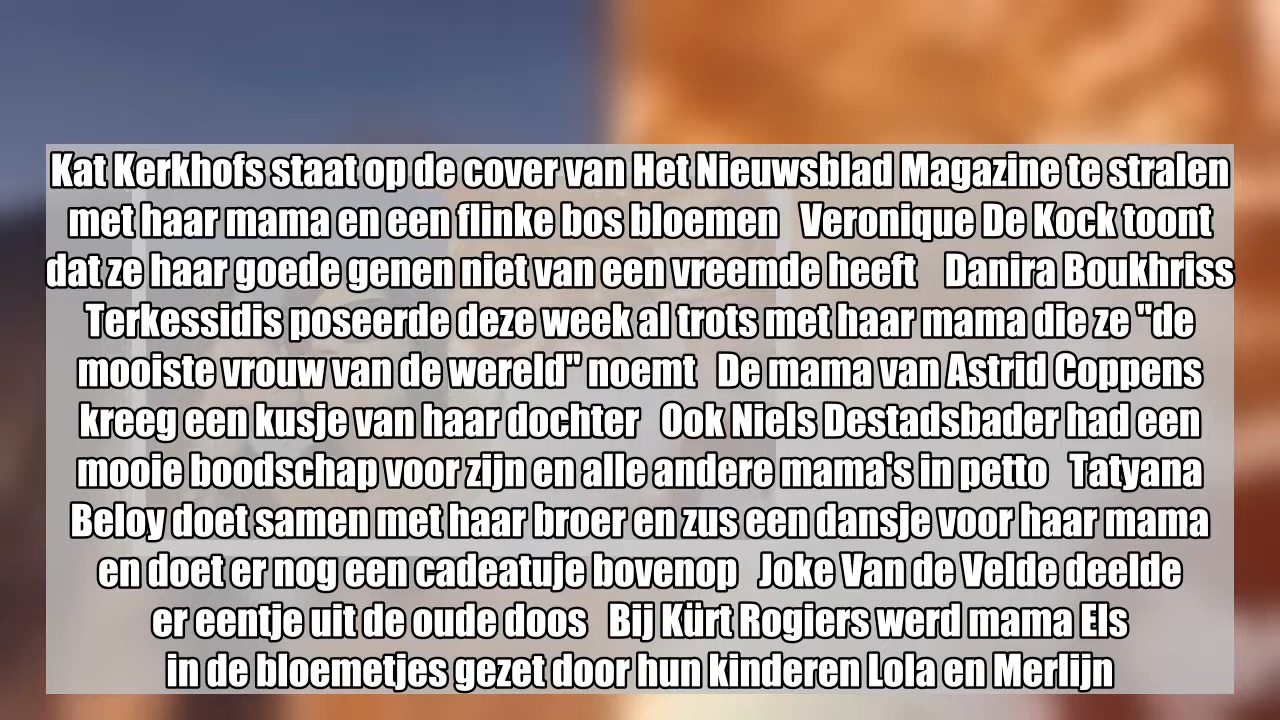 Kat Kerkhofs staat op de cover van Het Nieuwsblad Magazine te stralen
met haar mama en een flinke bos bloemen   Veronique De Kock toont
dat ze haar goede genen niet van een vreemde heeft   Danira Boukhriss
Terkessidis poseerde deze week al trots met haar mama die ze "de
mooiste vrouw van de wereld" noemt   De mama van Astrid Coppens
kreeg een kusje van haar dochter   Ook Niels Destadsbader had een
mooie boodschap voor zijn en alle andere mama's in petto   Tatyana
Beloy doet samen met haar broer en zus een dansje voor haar mama
en doet er nog een cadeatuje bovenop   Joke Van de Velde deelde
er eentje uit de oude doos   Bij Kürt Rogiers werd mama Els
in de bloemetjes gezet door hun kinderen Lola en Merlijn